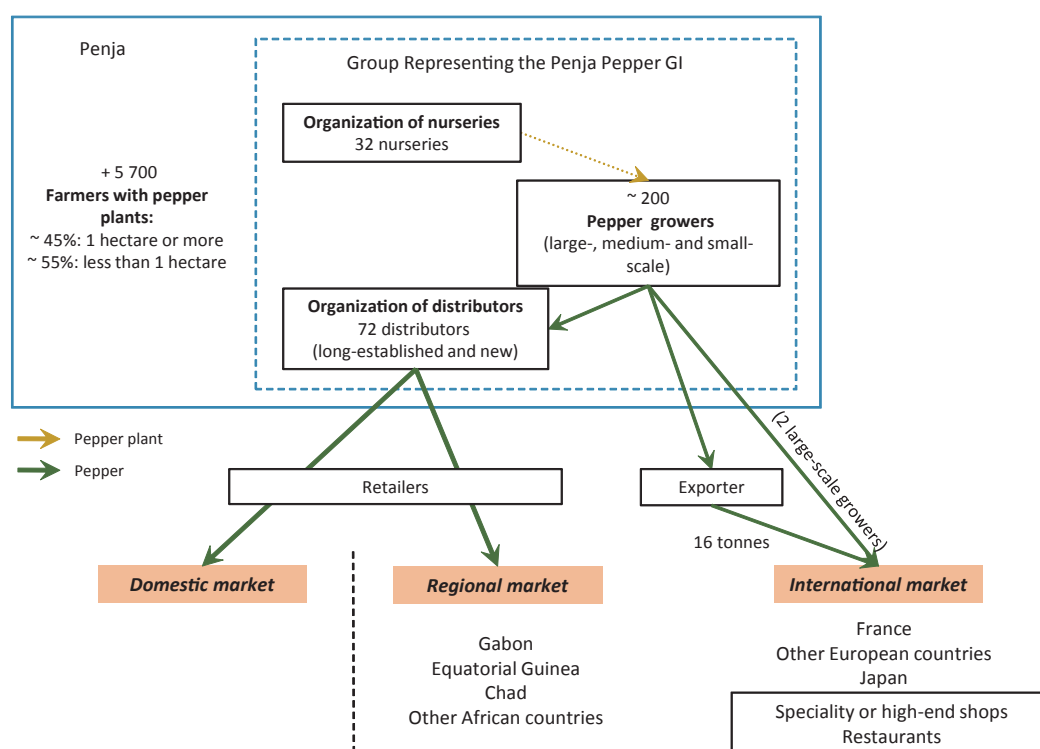 Penja
Group Representing the Penja Pepper GI
Organization of nurseries
32 nurseries
+ 5 700
Farmers with pepper
plants:
~ 45%: 1 hectare or more
~ 55%: less than 1 hectare
~ 200
Pepper growers
(large-, medium- and small-
scale)
Organization of distributors
72 distributors
(long-established and new)
Pepper plant
Pepper
(2 large-scale growers)
Retailers
Exporter
16 tonnes
Domestic market
Regional market
International market
Gabon
Equatorial Guinea
Chad
Other African countries
France
Other European countries
Japan
Speciality or high-end shops
Restaurants